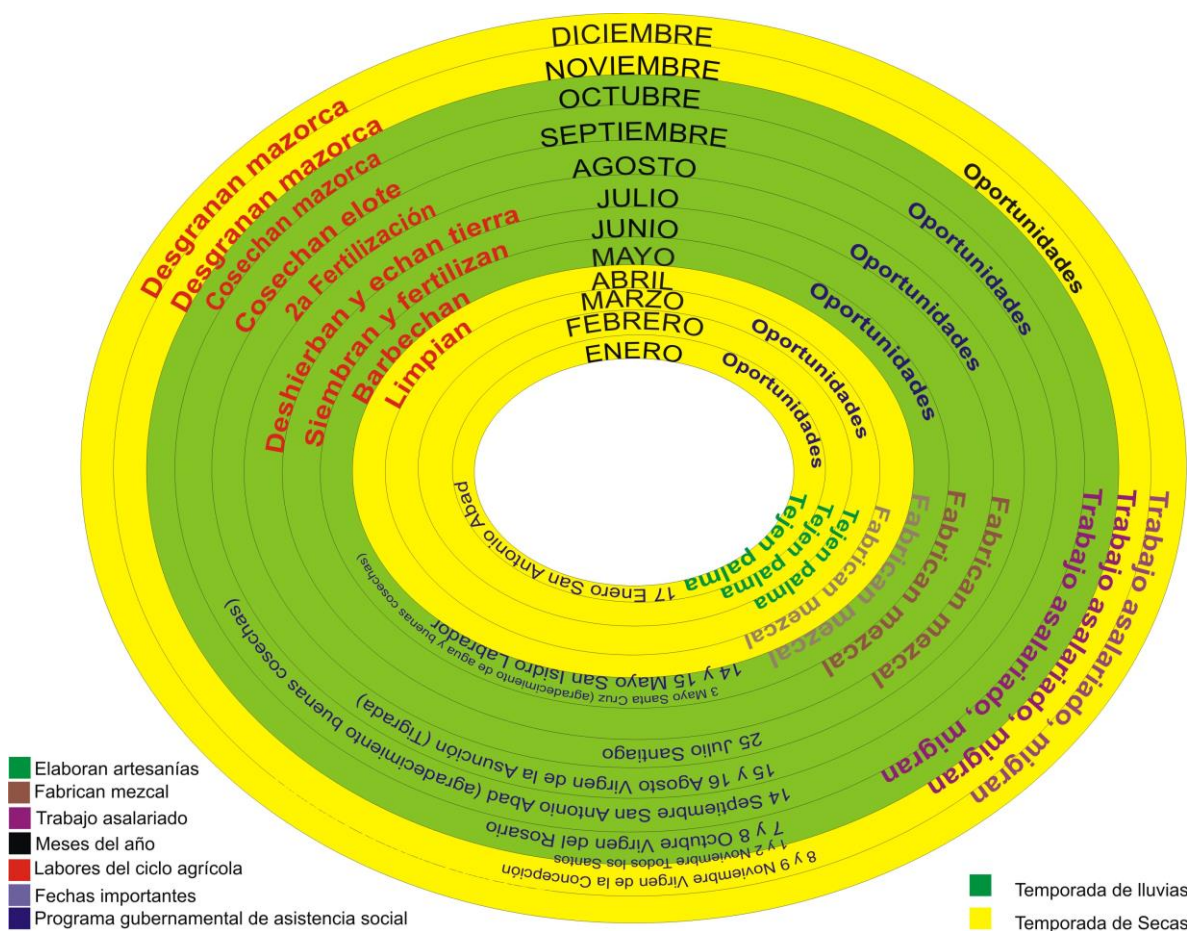 DICIEMBRE
NOVIEMBRE
OCTUBRE
SEPTIEMBRE
AGOSTO
JULIO
JUNIO
MAYO
ABRIL
MARZO
FEBRERO
ENERO
Desgranan mazorca
Desgranan mazorca
Cosechan mazorca
Cosechan elote
2a Fertilización
Deshierban y echan tierra
Siembran y fertilizan
Barbechan
Limpian
Oportunidades
Oportunidades
Oportunidades
Oportunidades
Oportunidades
Oportunidades
Tejen palma
Tejen palma
Tejen palma
Fabrican mezcal
Fabrican mezcal
Fabrican mezcal
Fabrican mezcal
Trabajo asalariado, migran
Trabajo asalariado, migran
Trabajo asalariado, migran
17 Enero San Antonio Abad
14 y 15 Mayo San Isidro Labrador
3 Mayo Santa Cruz (agradecimiento de agua y buenas cosechas)
25 Julio Santiago
15 y 16 Agosto Virgen de la Asunción (Tigrada)
14 Septiembre San Antonio Abad (agradecimiento buenas cosechas)
7 y 8 Octubre Virgen del Rosario
1 y 2 Noviembre Todos los Santos
8 y 9 Noviembre Virgen de la Concepción
Elaboran artesanías
Fabrican mezcal
Trabajo asalariado
Meses del año
Labores del ciclo agrícola
Fechas importantes
Programa gubernamental de asistencia social
Temporada de lluvias
Temporada de Secas